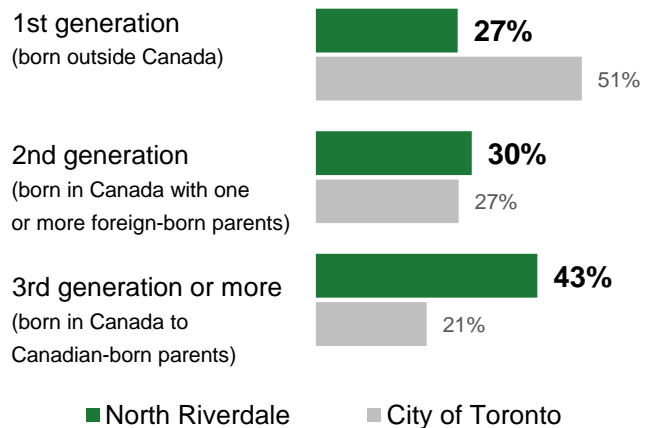 1st generation
(born outside Canada)
27%
51%
2nd generation
(born in Canada with one
or more foreign-born parents)
30%
27%
3rd generation or more
(born in Canada to
Canadian-born parents)
43%
21%
North Riverdale
City of Toronto